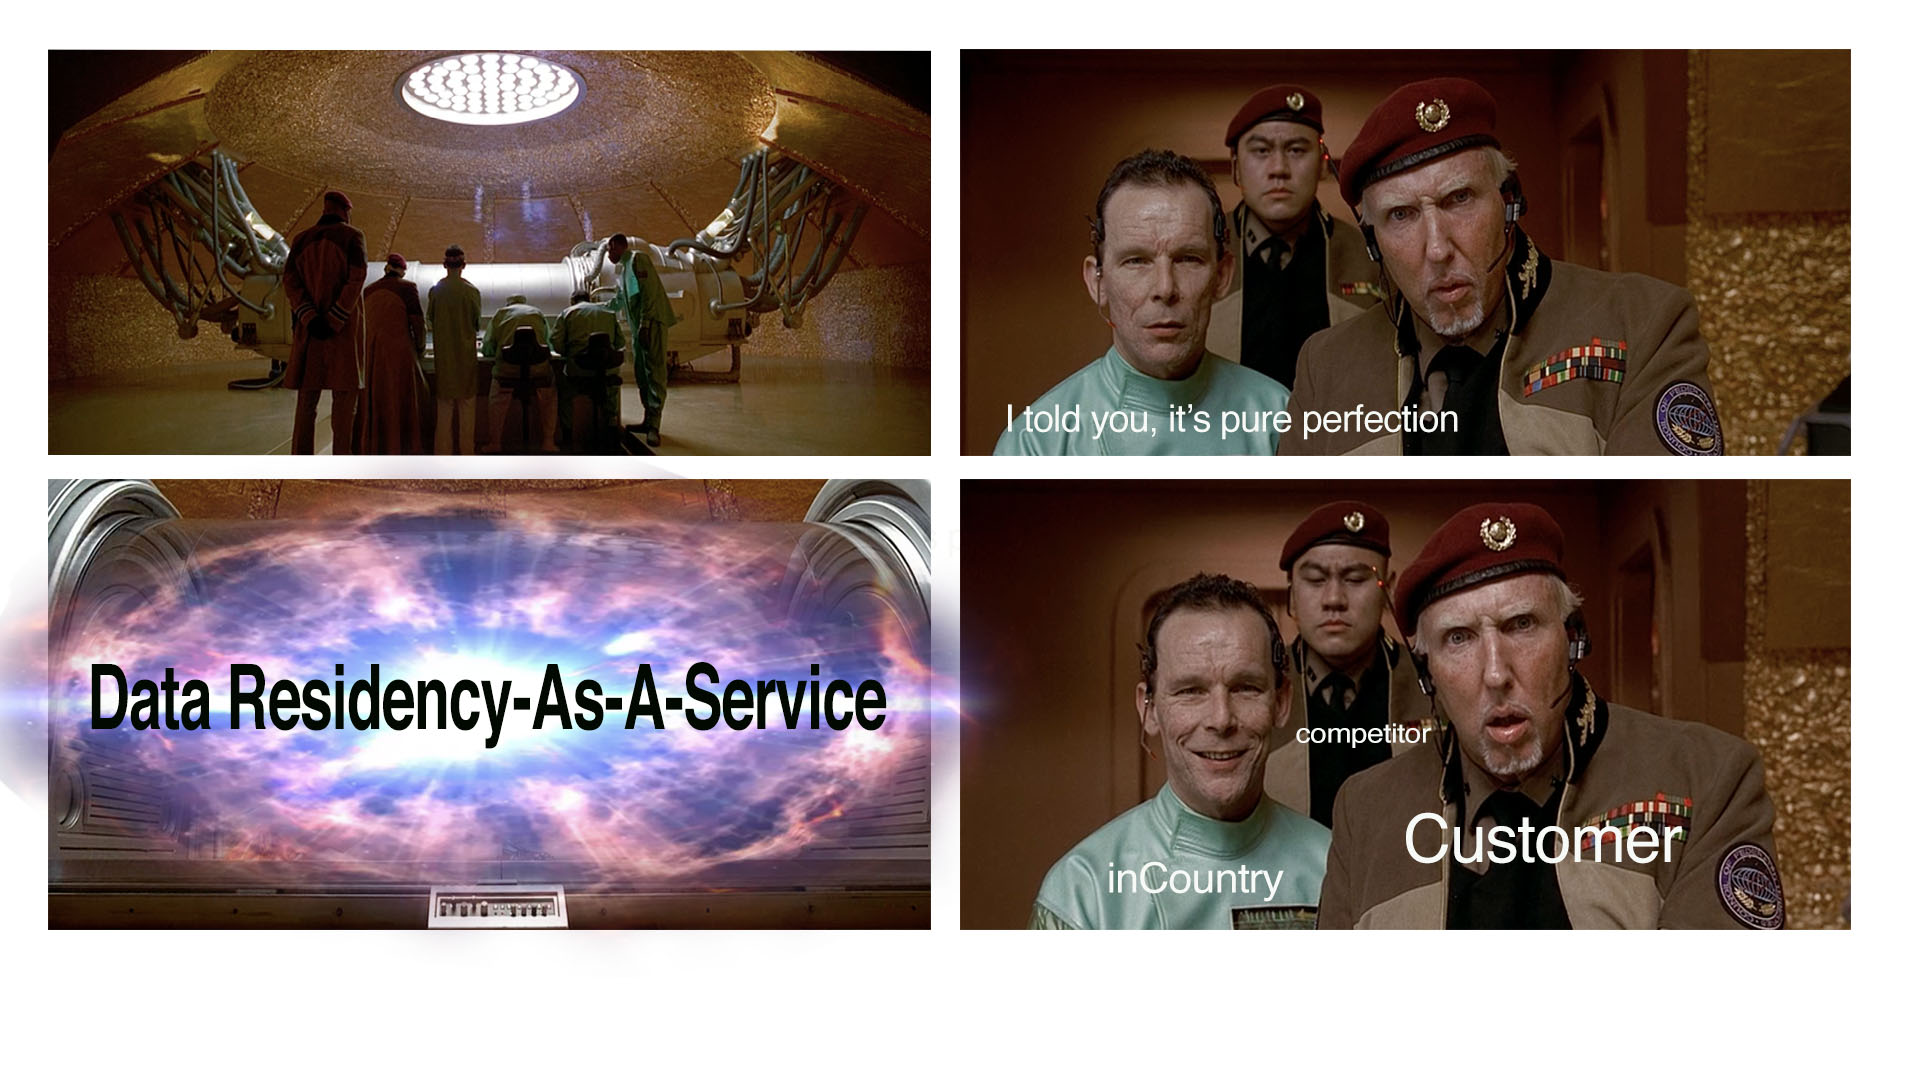 I told you, it's pure perfection
Data Residency-As-A-Service
competitor
Customer
inCountry